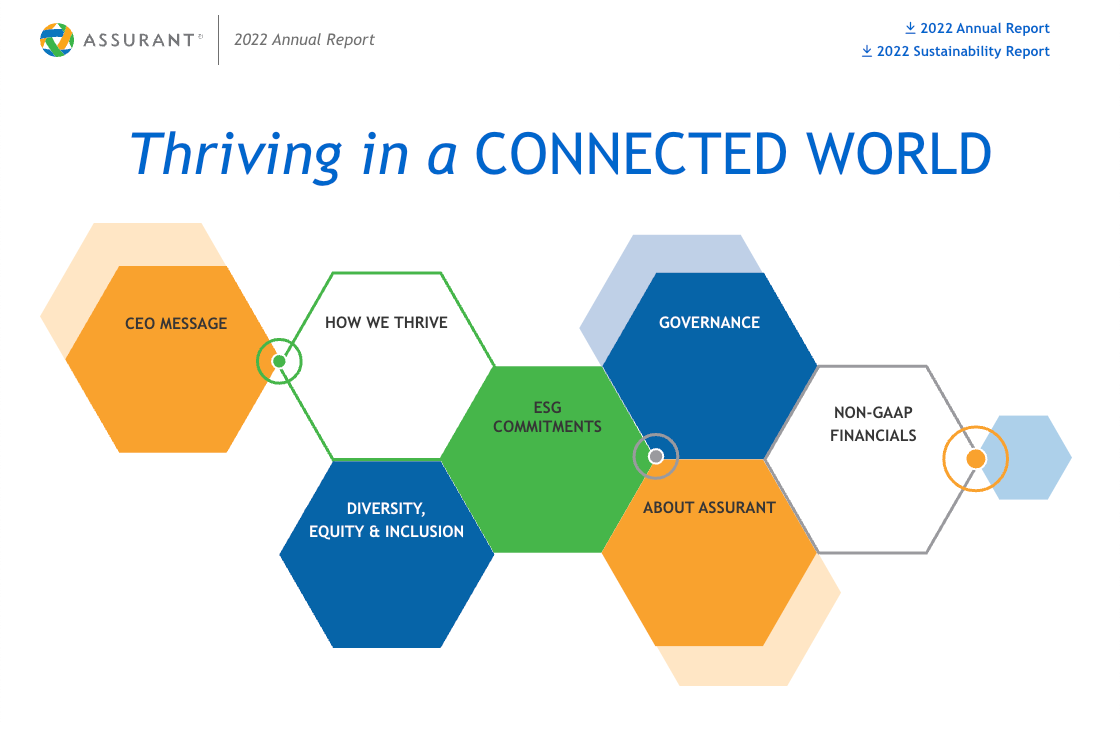 ASSURANT®
2022 Annual Report
2022 Annual Report
2022 Sustainability Report
Thriving in a CONNECTED WORLD
CEO MESSAGE
HOW WE THRIVE
GOVERNANCE
ESG
COMMITMENTS
NON-GAAP
FINANCIALS
DIVERSITY,
EQUITY & INCLUSION
ABOUT ASSURANT